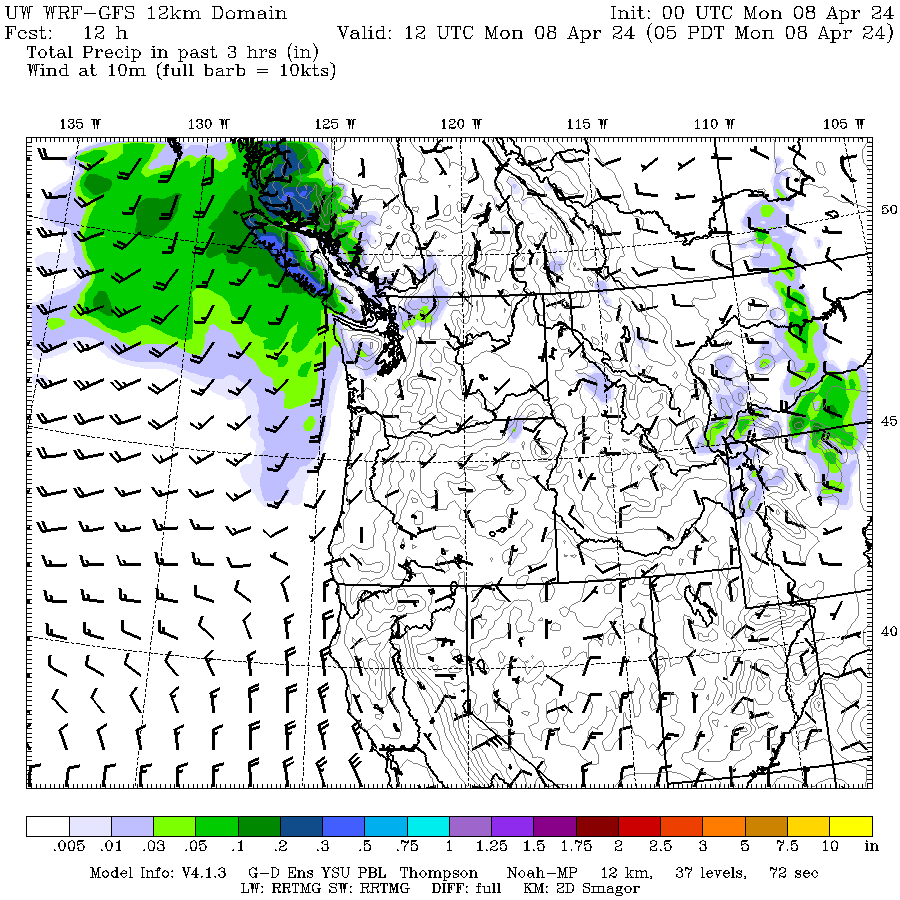 UW WRF-GFS 12km Domain Init: 00 UTC Mon 08 Apr 24
Fcst: 12 h Valid: 12 UTC Mon 08 Apr 24 (05 PDT Mon 08 Apr 24)
Total Precip in past 3 hrs (in)
Wind at 10m (full barb = 10kts)
135 W 130 W 125 W 120 W 115 W 110 W 105 W
50
45
40
.005 .01 .03 .05 .1 .2 .3 .5 .75 1 1.25 1.5 1.75 2 2.5 3 5 7.5 10 in
Model Info: V4.1.3 G-D Ens YSU PBL Thompson Noah-MP 12 km, 37 levels, 72 sec
LW: RRTMG SW: RRTMG DIFF: full KM: 2D Smagor